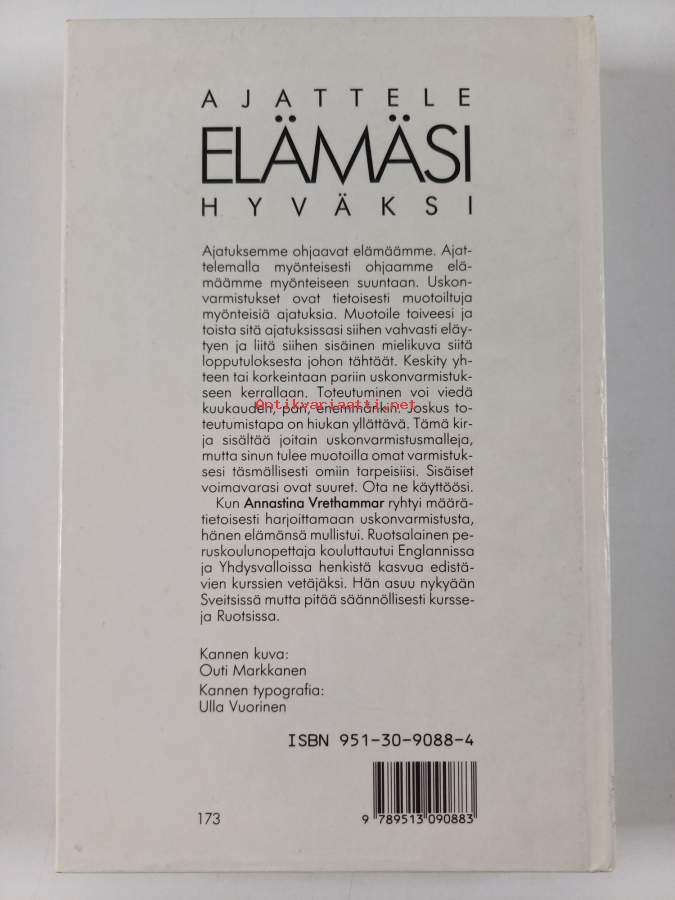 AJATTELE
ELÄMÄSI
HYVÄKSI
Ajatuksemme ohjaavat elämäämme. Ajat-
telemalla myönteisesti ohjaamme elä-
määmme myönteiseen suuntaan. Uskon-
varmistukset ovat tietoisesti muotoiltuja
myönteisiä ajatuksia. Muotoile toiveesi ja
toista sitä ajatuksissasi siihen vahvasti eläy-
tyen ja liitä siihen sisäinen mielikuva siitä
lopputuloksesta johon tähtäät. Keskity yh-
teen tai korkeintaan pariin uskonvarmistuk-
seen kerrallaan. Toteutuminen voi viedä
kuukauden, pari, enemmänkin. Joskus to-
Antikvariaatti.net
teutumistapa on hiukan yllättävä. Tämä kir-
ja sisältää joitain uskonvarmistusmalleja,
mutta sinun tulee muotoilla omat varmistuk-
sesi täsmällisesti omiin tarpeisiisi. Sisäiset
voimavarasi ovat suuret. Ota ne käyttöösi.
Kun Annastina Vrethammar ryhtyi määrä-
tietoisesti harjoittamaan uskonvarmistusta,
hänen elämänsä mullistui. Ruotsalainen pe-
ruskoulunopettaja kouluttautui Englannissa
ja Yhdysvalloissa henkistä kasvua edistä-
vien kurssien vetäjäksi. Hän asuu nykyään
Sveitsissä mutta pitää säännöllisesti kursse-
ja Ruotsissa.
Kannen kuva:
Outi Markkanen
Kannen typografia:
Ulla Vuorinen
ISBN 951-30-9088-4
173
9 789513 090883